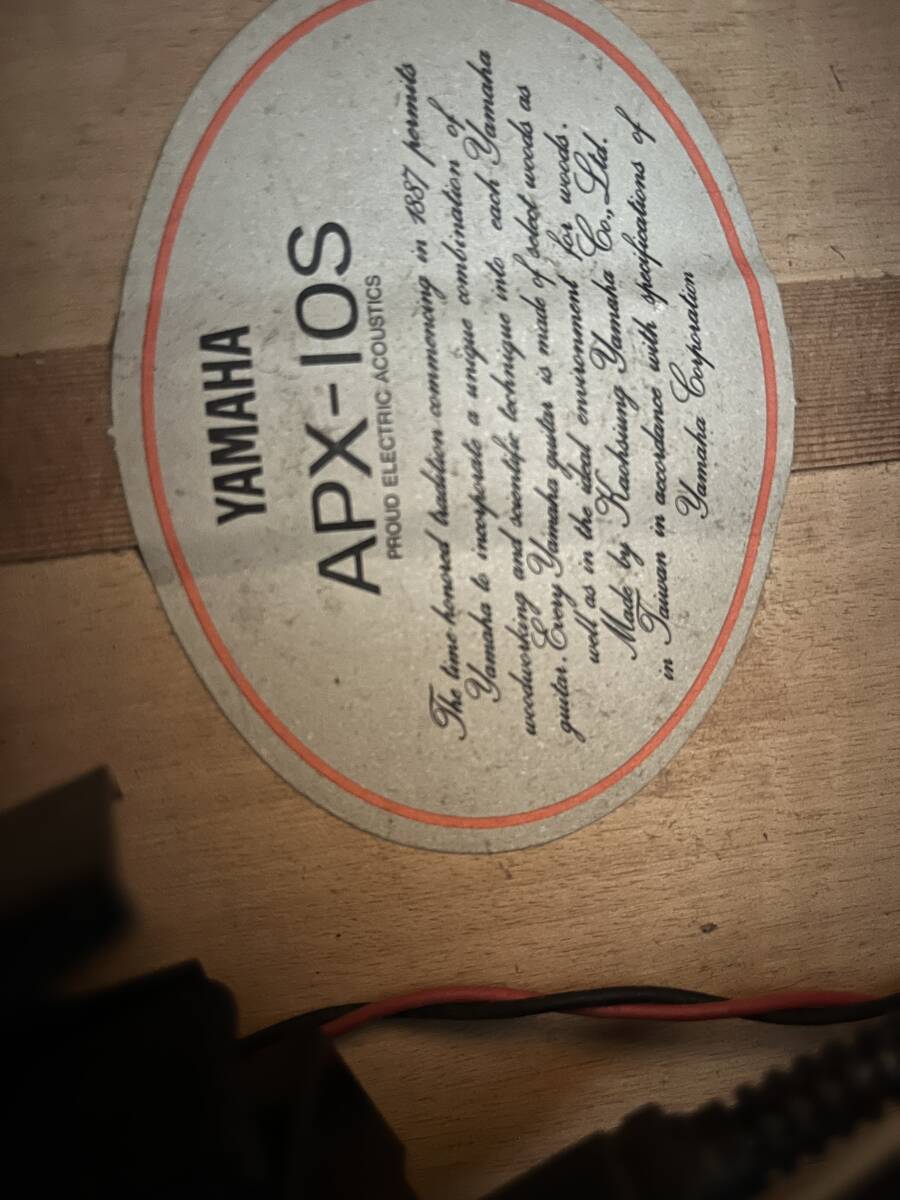 YAMAHA
APX-10S
PROUD ELECTRIC ACOUSTICS
The time honored tradition commencing in 1887 permits
Yamaha to incorporate a unique combination of
woodworking and scientific technique into each Yamaha
guitar. Every Yamaha guitar is made of select woods as
well as in the ideal environment for woods.
Made by Kaohsiung Yamaha Co., Ltd.
in Taiwan in accordance with specifications of
Yamaha Corporation